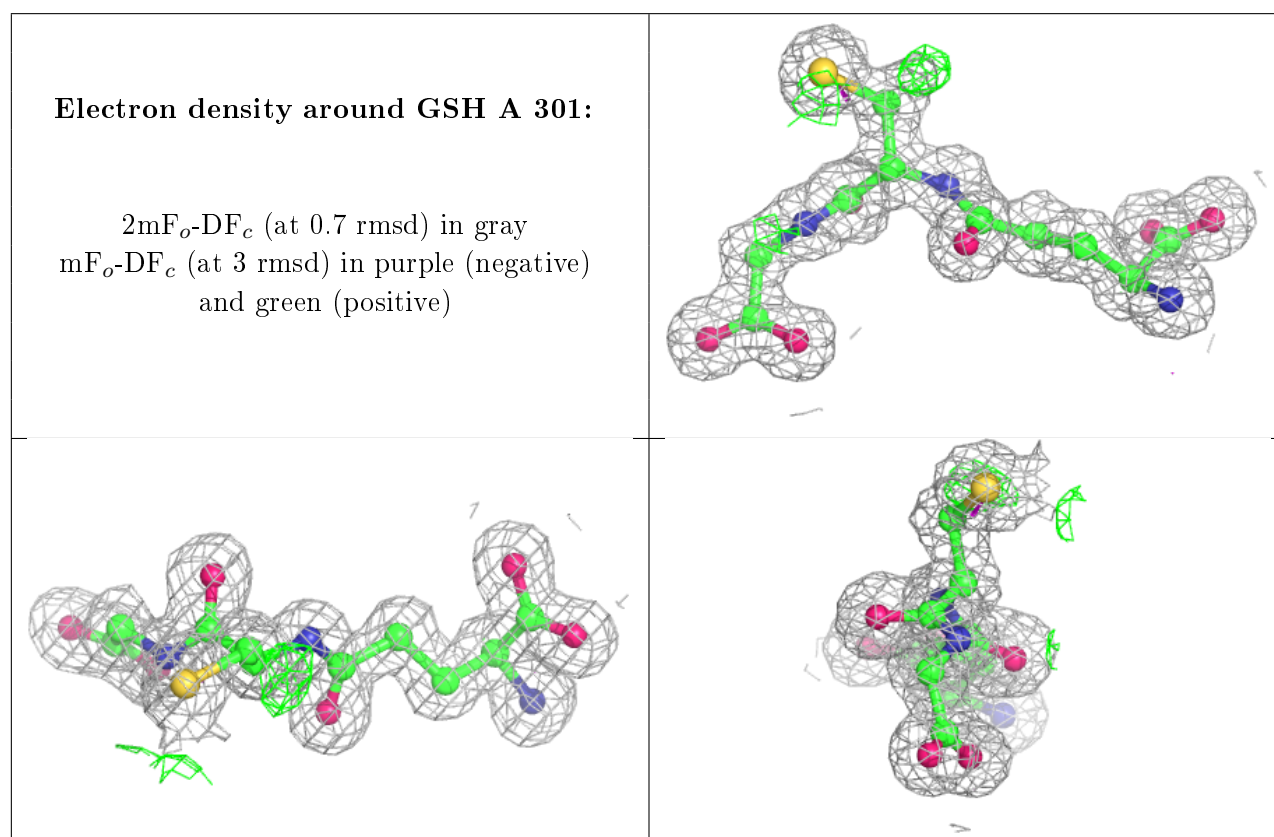 Electron density around GSH A 301:
2mFₒ-DF𝒸 (at 0.7 rmsd) in gray
mFₒ-DF𝒸 (at 3 rmsd) in purple (negative)
and green (positive)